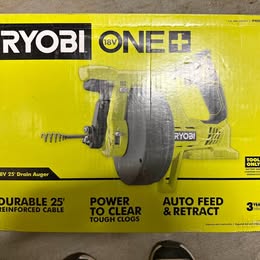 RYOBI ONE+
18V
RYOBI
18V 25' Drain Auger
TOOL
ONLY
DURABLE 25'
REINFORCED CABLE
POWER
TO CLEAR
TOUGH CLOGS
AUTO FEED
& RETRACT
3